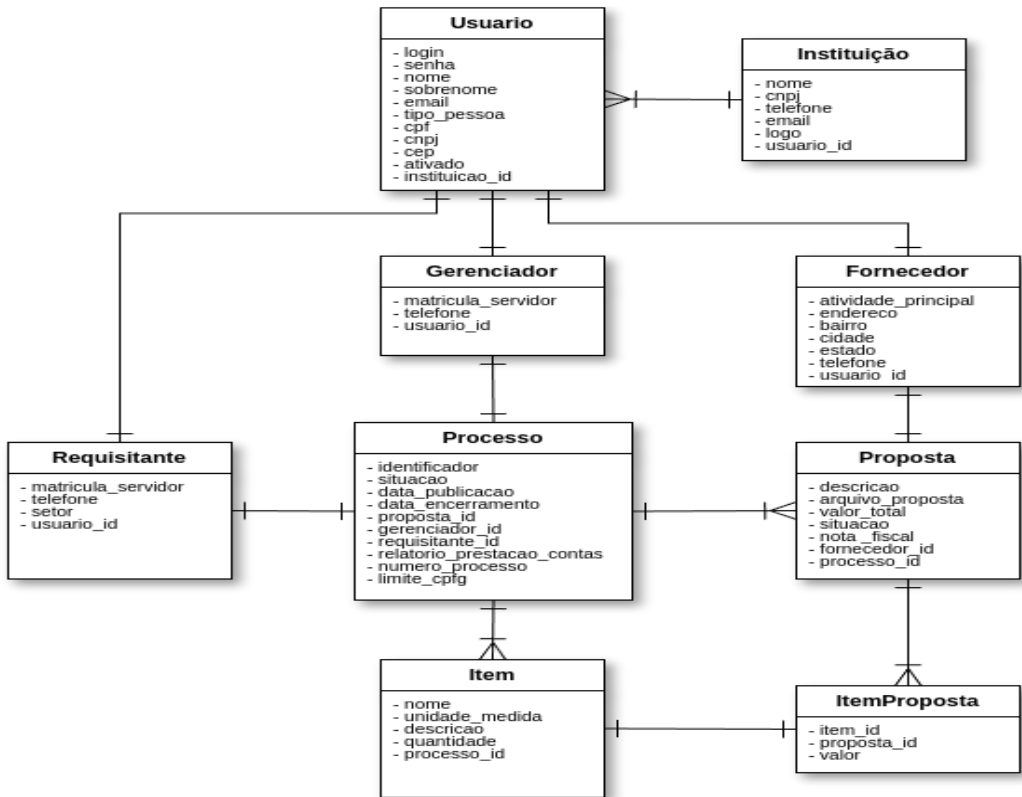 Usuario
- login
- senha
- nome
- sobrenome
- email
- tipo_pessoa
- cpf
- cnpj
- cep
- ativado
- instituicao_id
Instituição
- nome
- cnpj
- telefone
- email
- logo
- usuario_id
Gerenciador
- matricula_servidor
- telefone
- usuario_id
Fornecedor
- atividade_principal
- endereco
- bairro
- cidade
- estado
- telefone
- usuario_id
Requisitante
- matricula_servidor
- telefone
- setor
- usuario_id
Processo
- identificador
- situacao
- data_publicacao
- data_encerramento
- proposta_id
- gerenciador_id
- requisitante_id
- relatorio_prestacao_contas
- numero_processo
- limite_cpfg
Proposta
- descricao
- arquivo_proposta
- valor_total
- situacao
- nota_fiscal
- fornecedor_id
- processo_id
Item
- nome
- unidade_medida
- descricao
- quantidade
- processo_id
ItemProposta
- item_id
- proposta_id
- valor